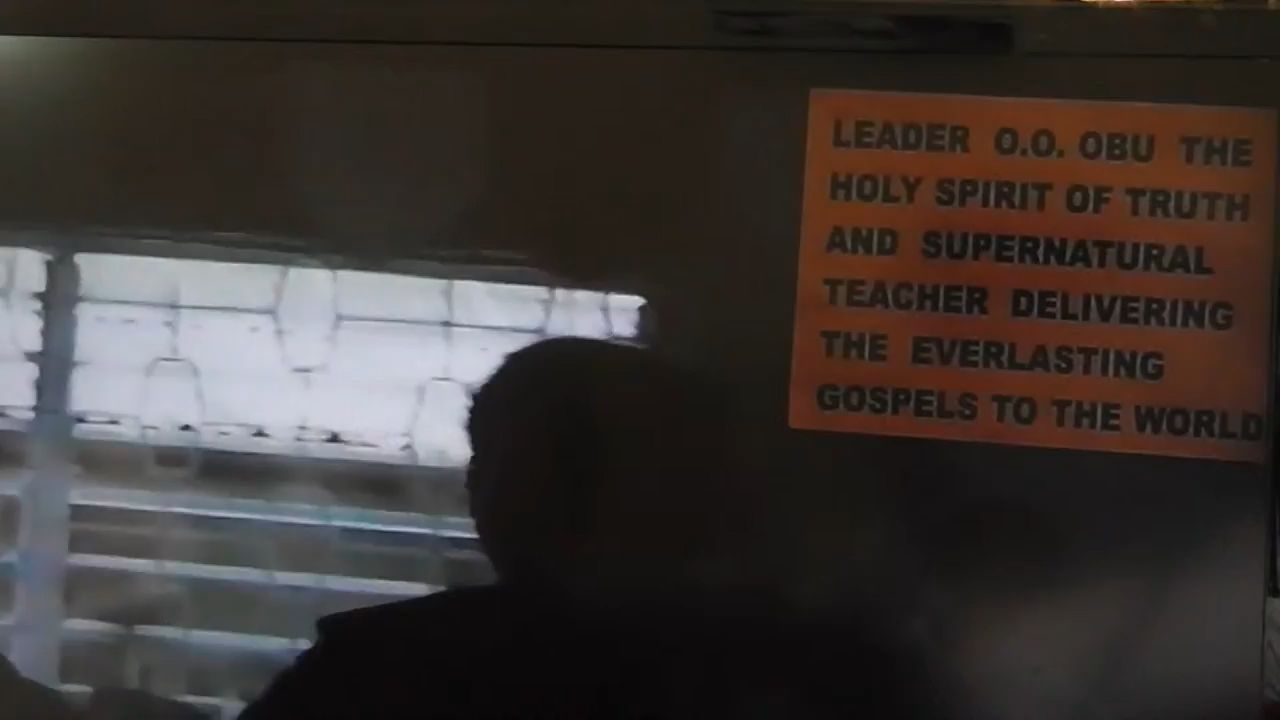 LEADER O.O. OBU THE
HOLY SPIRIT OF TRUTH
AND SUPERNATURAL
TEACHER DELIVERING
THE EVERLASTING
GOSPELS TO THE WORLD